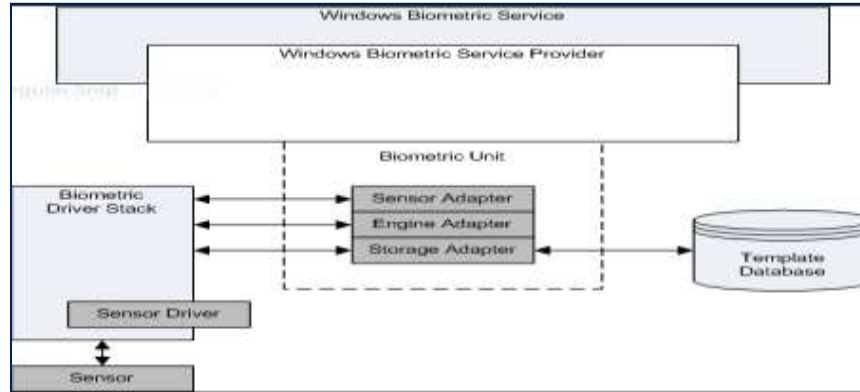 Windows Biometric Service
Windows Biometric Service Provider
Biometric Unit
Biometric
Driver Stack
Sensor Adapter
Engine Adapter
Storage Adapter
Template
Database
Sensor Driver
Sensor